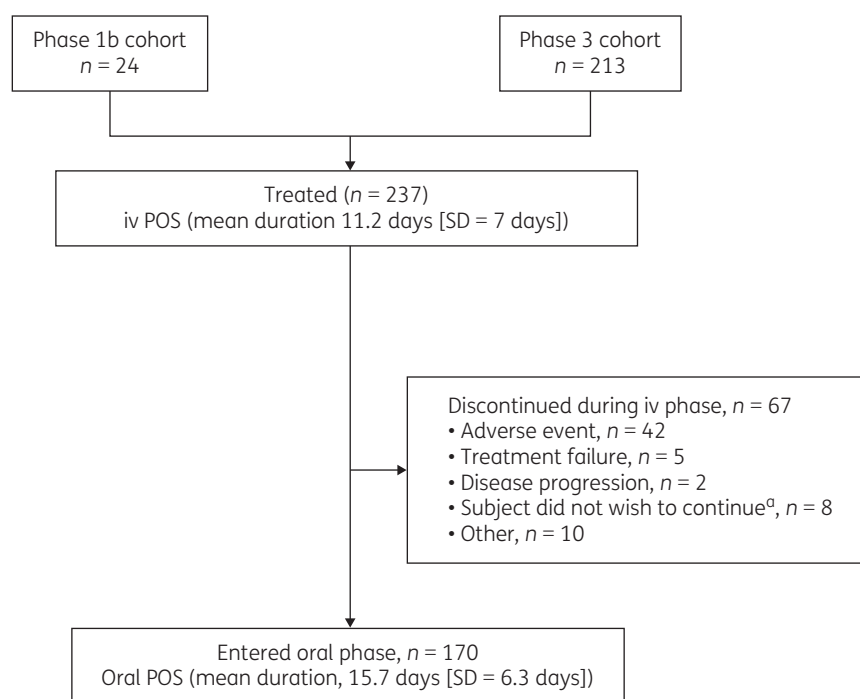 Phase 1b cohort
n = 24
Phase 3 cohort
n = 213
Treated (n = 237)
iv POS (mean duration 11.2 days [SD = 7 days])
Discontinued during iv phase, n = 67
• Adverse event, n = 42
• Treatment failure, n = 5
• Disease progression, n = 2
• Subject did not wish to continueᵃ, n = 8
• Other, n = 10
Entered oral phase, n = 170
Oral POS (mean duration, 15.7 days [SD = 6.3 days])